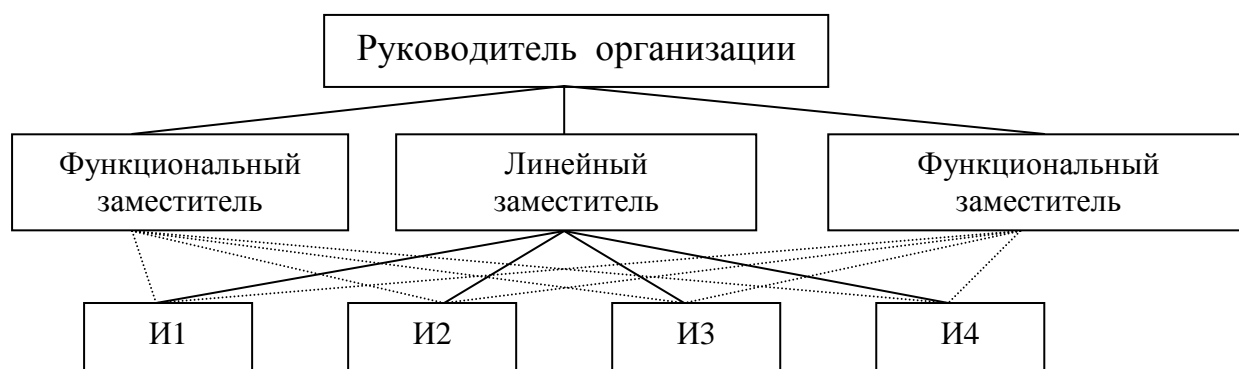 Руководитель организации
Функциональный
заместитель
Линейный
заместитель
Функциональный
заместитель
И1
И2
И3
И4